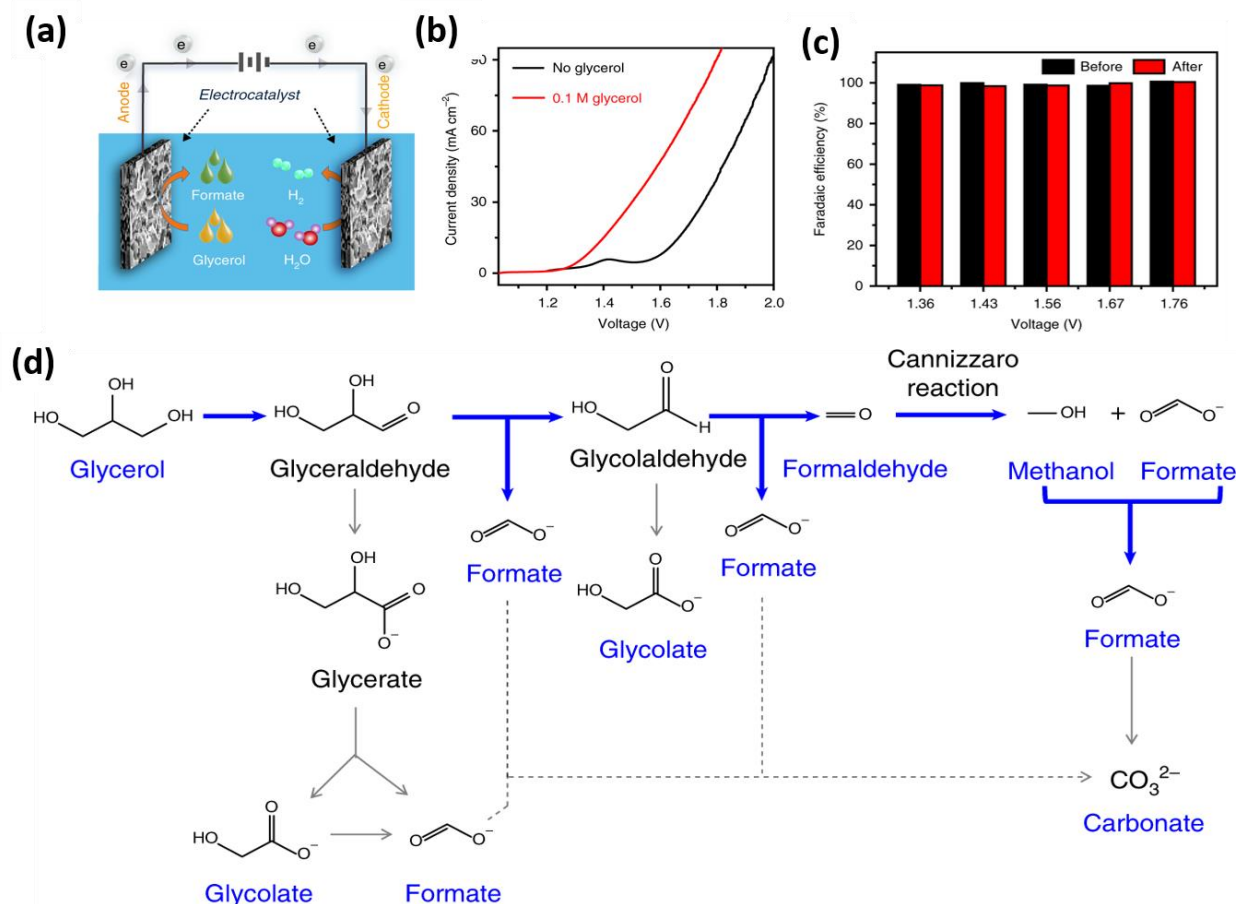 (a)
e
e
e
e
Anode
Cathode
Electrocatalyst
Formate
H2
Glycerol
H2O
(b)
Current density (mA cm−2)
90
60
30
0
No glycerol
0.1 M glycerol
1.2 1.4 1.6 1.8 2.0
Voltage (V)
(c)
Faradaic efficiency (%)
120
100
80
60
40
20
0
Before After
1.36 1.43 1.56 1.67 1.76
Voltage (V)
(d)
OH
HO OH
Glycerol
OH
HO O
Glyceraldehyde
O
HO H
Glycolaldehyde
O
Formaldehyde
Cannizzaro
reaction
OH + O O−
Methanol Formate
O O−
Formate
O O−
Formate
O O−
Formate
OH
HO O
O−
Glycerate
O
HO O−
Glycolate
O
HO O−
Glycolate
O O−
Formate
CO32−
Carbonate